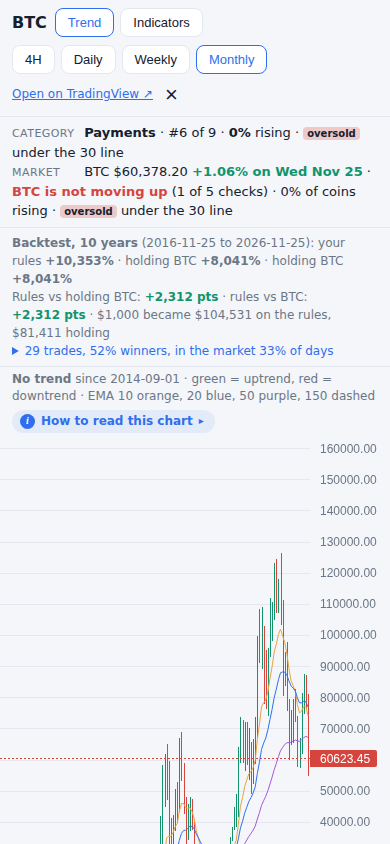 BTC Trend Indicators
4H Daily Weekly Monthly
Open on TradingView ↗ ✕
CATEGORY Payments · #6 of 9 · 0% rising · oversold
under the 30 line
MARKET BTC $60,378.20 +1.06% on Wed Nov 25 ·
BTC is not moving up (1 of 5 checks) · 0% of coins
rising · oversold under the 30 line
Backtest, 10 years (2016-11-25 to 2026-11-25): your
rules +10,353% · holding BTC +8,041% · holding BTC
+8,041%
Rules vs holding BTC: +2,312 pts · rules vs BTC:
+2,312 pts · $1,000 became $104,531 on the rules,
$81,411 holding
▶ 29 trades, 52% winners, in the market 33% of days
No trend since 2014-09-01 · green = uptrend, red =
downtrend · EMA 10 orange, 20 blue, 50 purple, 150 dashed
i How to read this chart ▸
160000.00
150000.00
140000.00
130000.00
120000.00
110000.00
100000.00
90000.00
80000.00
70000.00
60623.45
50000.00
40000.00